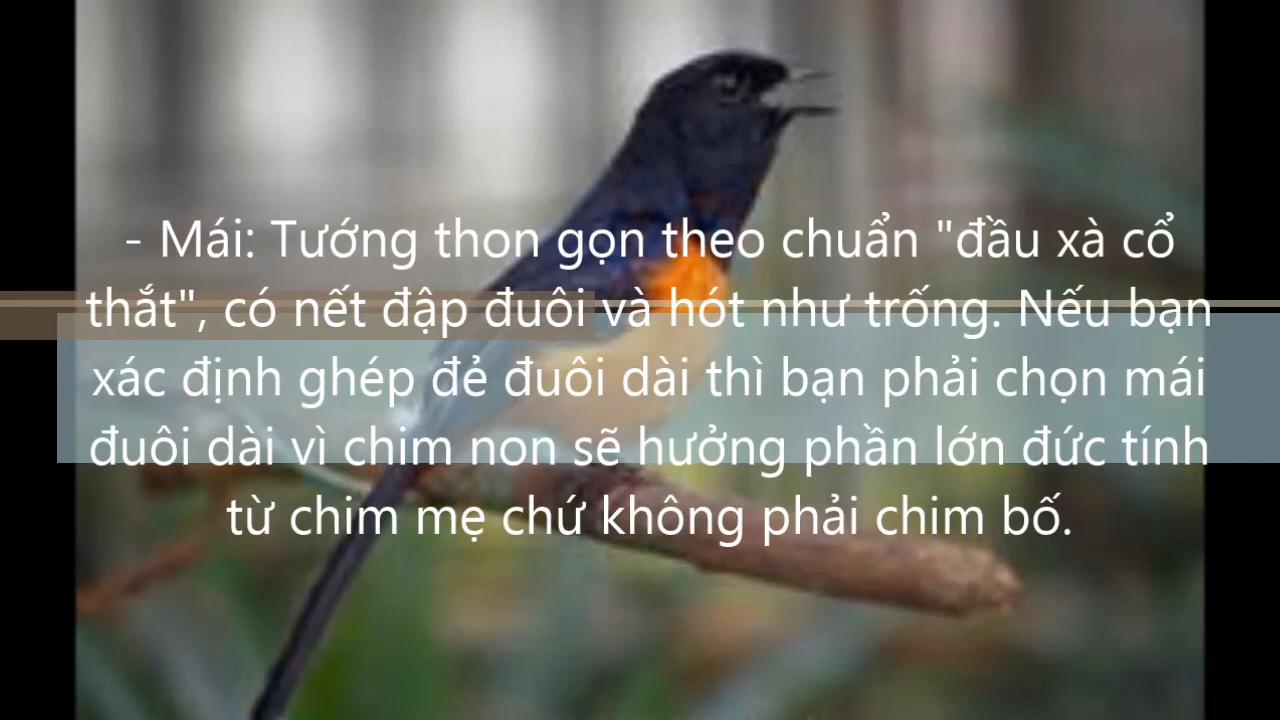 - Mái: Tướng thon gọn theo chuẩn "đầu xà cổ
thắt", có nết đập đuôi và hót như trống. Nếu bạn
xác định ghép đẻ đuôi dài thì bạn phải chọn mái
đuôi dài vì chim non sẽ hưởng phần lớn đức tính
từ chim mẹ chứ không phải chim bố.